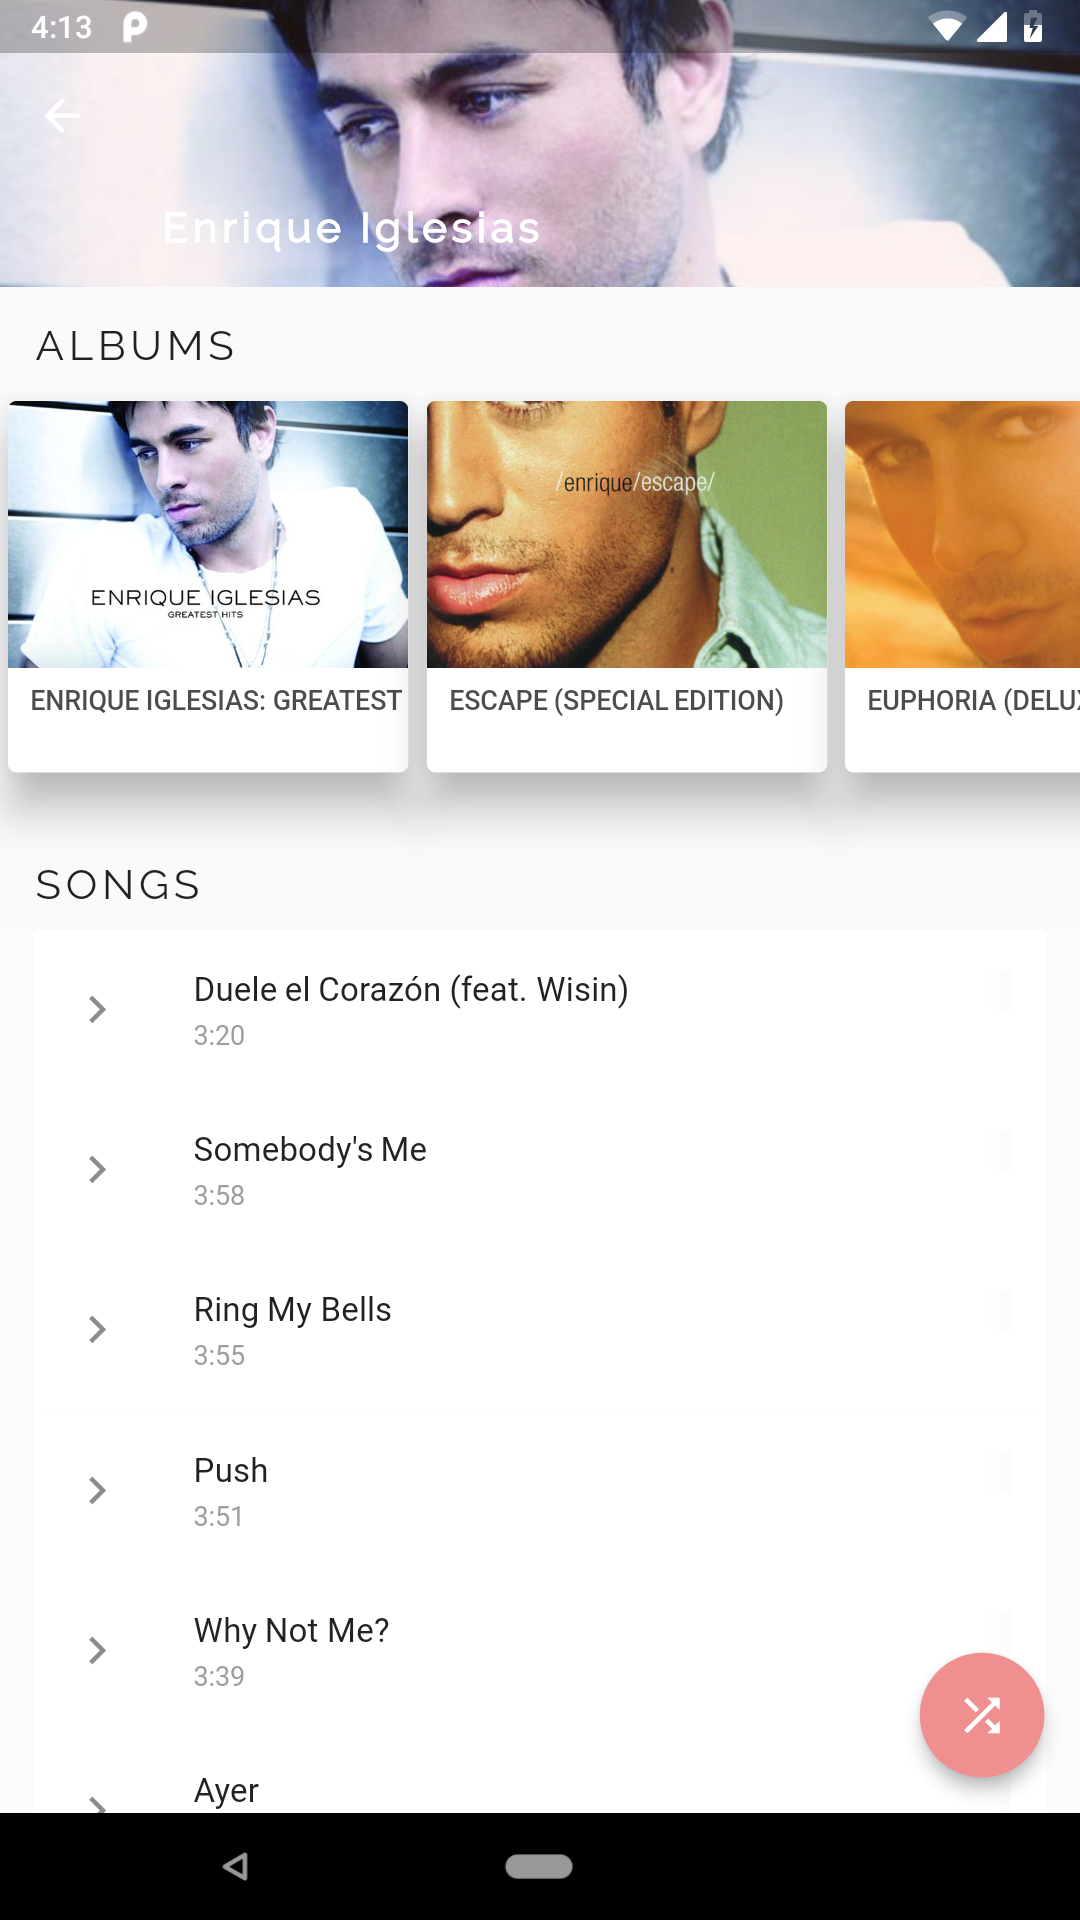 4:13
Enrique Iglesias
ALBUMS
ENRIQUE IGLESIAS
GREATEST HITS
/enrique/escape/
ENRIQUE IGLESIAS: GREATEST
ESCAPE (SPECIAL EDITION)
EUPHORIA (DELUX
SONGS
Duele el Corazón (feat. Wisin)
3:20
Somebody's Me
3:58
Ring My Bells
3:55
Push
3:51
Why Not Me?
3:39
Ayer